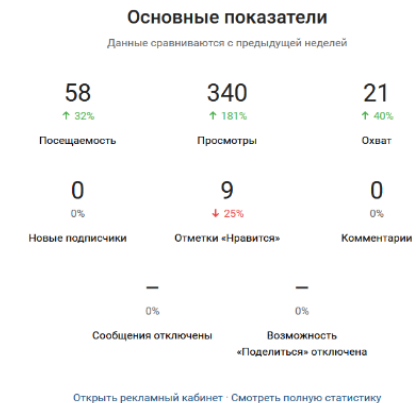 Основные показатели
Данные сравниваются с предыдущей неделей
58 340 21
↑ 32% ↑ 181% ↑ 40%
Посещаемость Просмотры Охват
0 9 0
0% ↓ 25% 0%
Новые подписчики Отметки «Нравится» Комментарии
– –
0% 0%
Сообщения отключены Возможность
«Поделиться» отключена
Открыть рекламный кабинет · Смотреть полную статистику